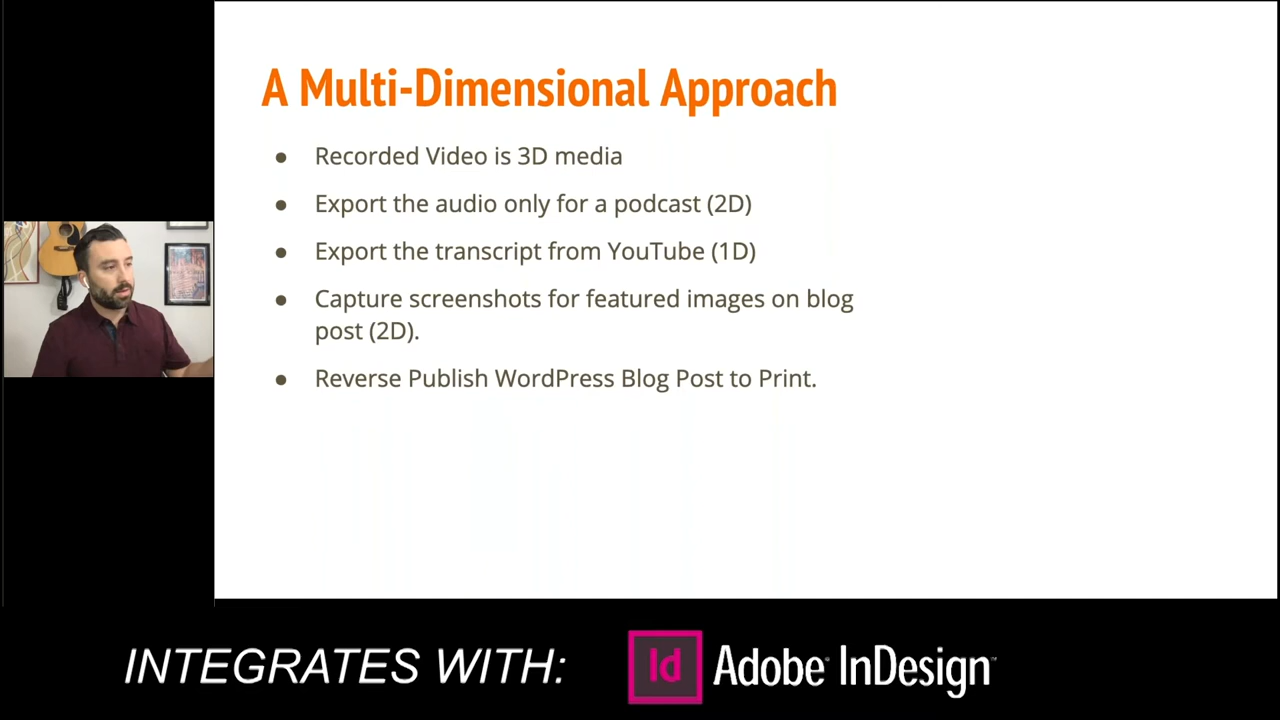 A Multi-Dimensional Approach
● Recorded Video is 3D media
● Export the audio only for a podcast (2D)
● Export the transcript from YouTube (1D)
● Capture screenshots for featured images on blog
post (2D).
● Reverse Publish WordPress Blog Post to Print.
INTEGRATES WITH: Id Adobe InDesign